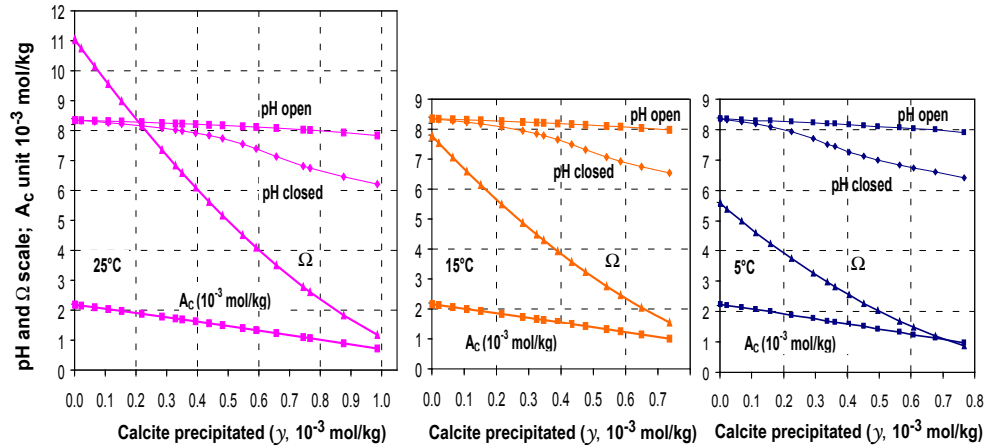 pH and Ω scale; A_C unit 10⁻³ mol/kg
12
11
10
9
8
7
6
5
4
3
2
1
0
0.0 0.1 0.2 0.3 0.4 0.5 0.6 0.7 0.8 0.9 1.0
pH open
pH closed
Ω
25°C
A_C (10⁻³ mol/kg)
Calcite precipitated (y, 10⁻³ mol/kg)
9
8
7
6
5
4
3
2
1
0
0.0 0.1 0.2 0.3 0.4 0.5 0.6 0.7
pH open
pH closed
Ω
15°C
A_C (10⁻³ mol/kg)
Calcite precipitated (y, 10⁻³ mol/kg)
9
8
7
6
5
4
3
2
1
0
0.0 0.1 0.2 0.3 0.4 0.5 0.6 0.7 0.8
pH open
pH closed
Ω
5°C
A_C (10⁻³ mol/kg)
Calcite precipitated (y, 10⁻³ mol/kg)